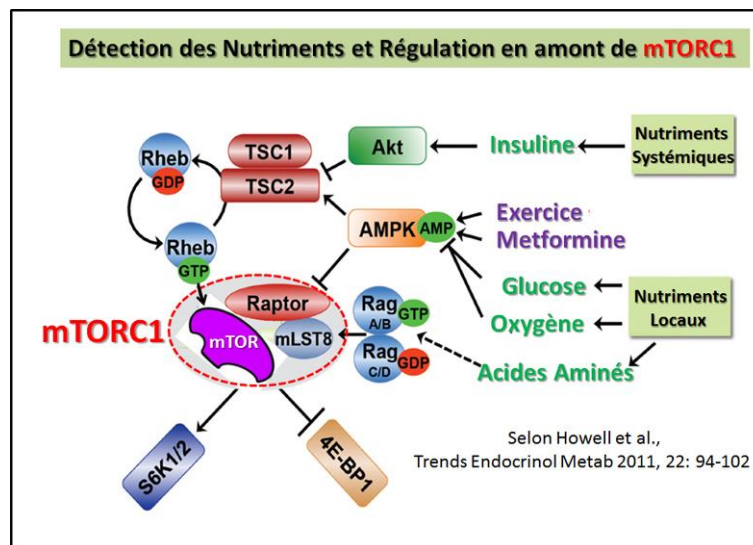 Détection des Nutriments et Régulation en amont de mTORC1
Rheb
GDP
TSC1
TSC2
Akt
Insuline
Nutriments
Systémiques
Rheb
GTP
AMPK
AMP
Exercice
Metformine
Glucose
Oxygène
Acides Aminés
Nutriments
Locaux
mTORC1
Raptor
mTOR
mLST8
Rag
A/B
GTP
Rag
C/D
GDP
S6K1/2
4E-BP1
Selon Howell et al.,
Trends Endocrinol Metab 2011, 22: 94-102